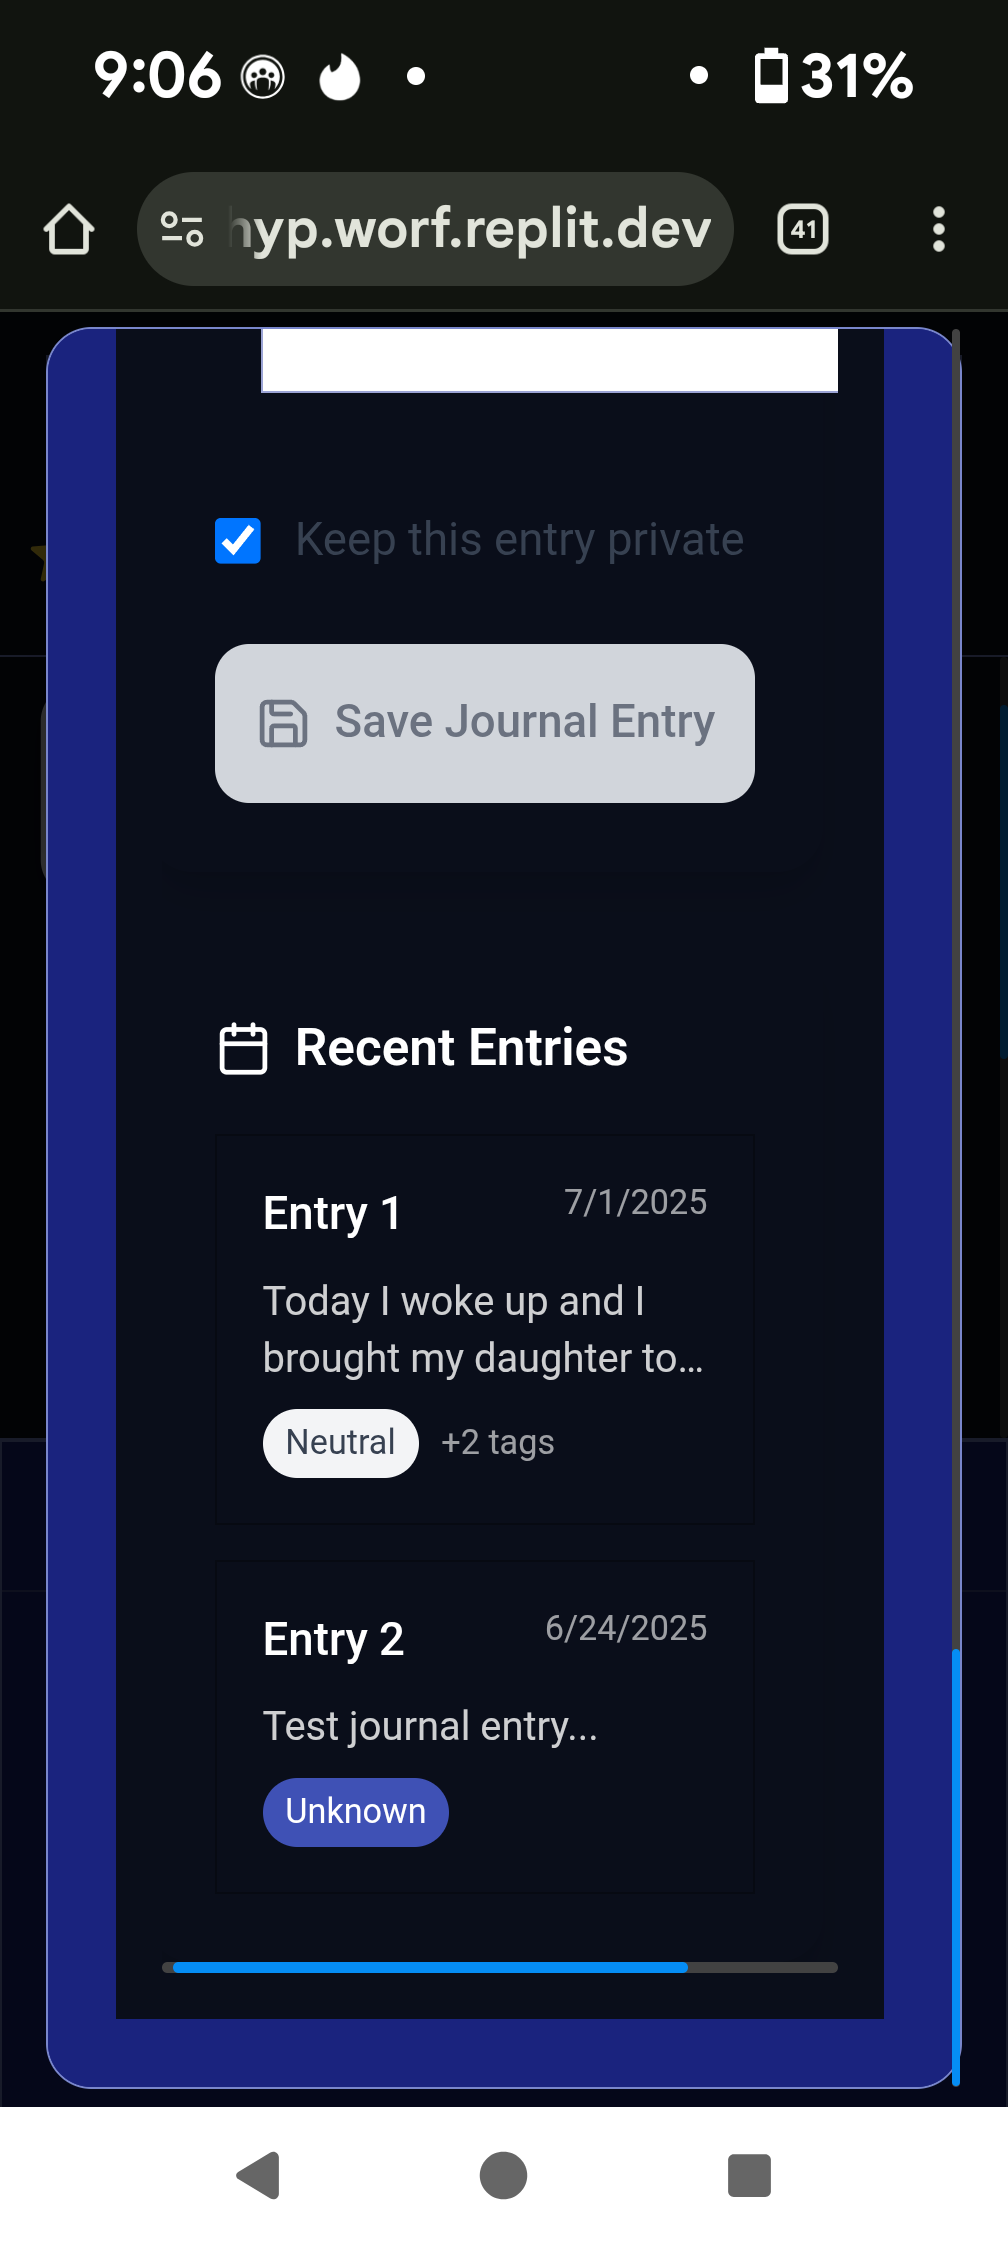 9:06
31%
hyp.worf.replit.dev
41
Keep this entry private
Save Journal Entry
Recent Entries
Entry 1
7/1/2025
Today I woke up and I
brought my daughter to...
Neutral
+2 tags
Entry 2
6/24/2025
Test journal entry...
Unknown